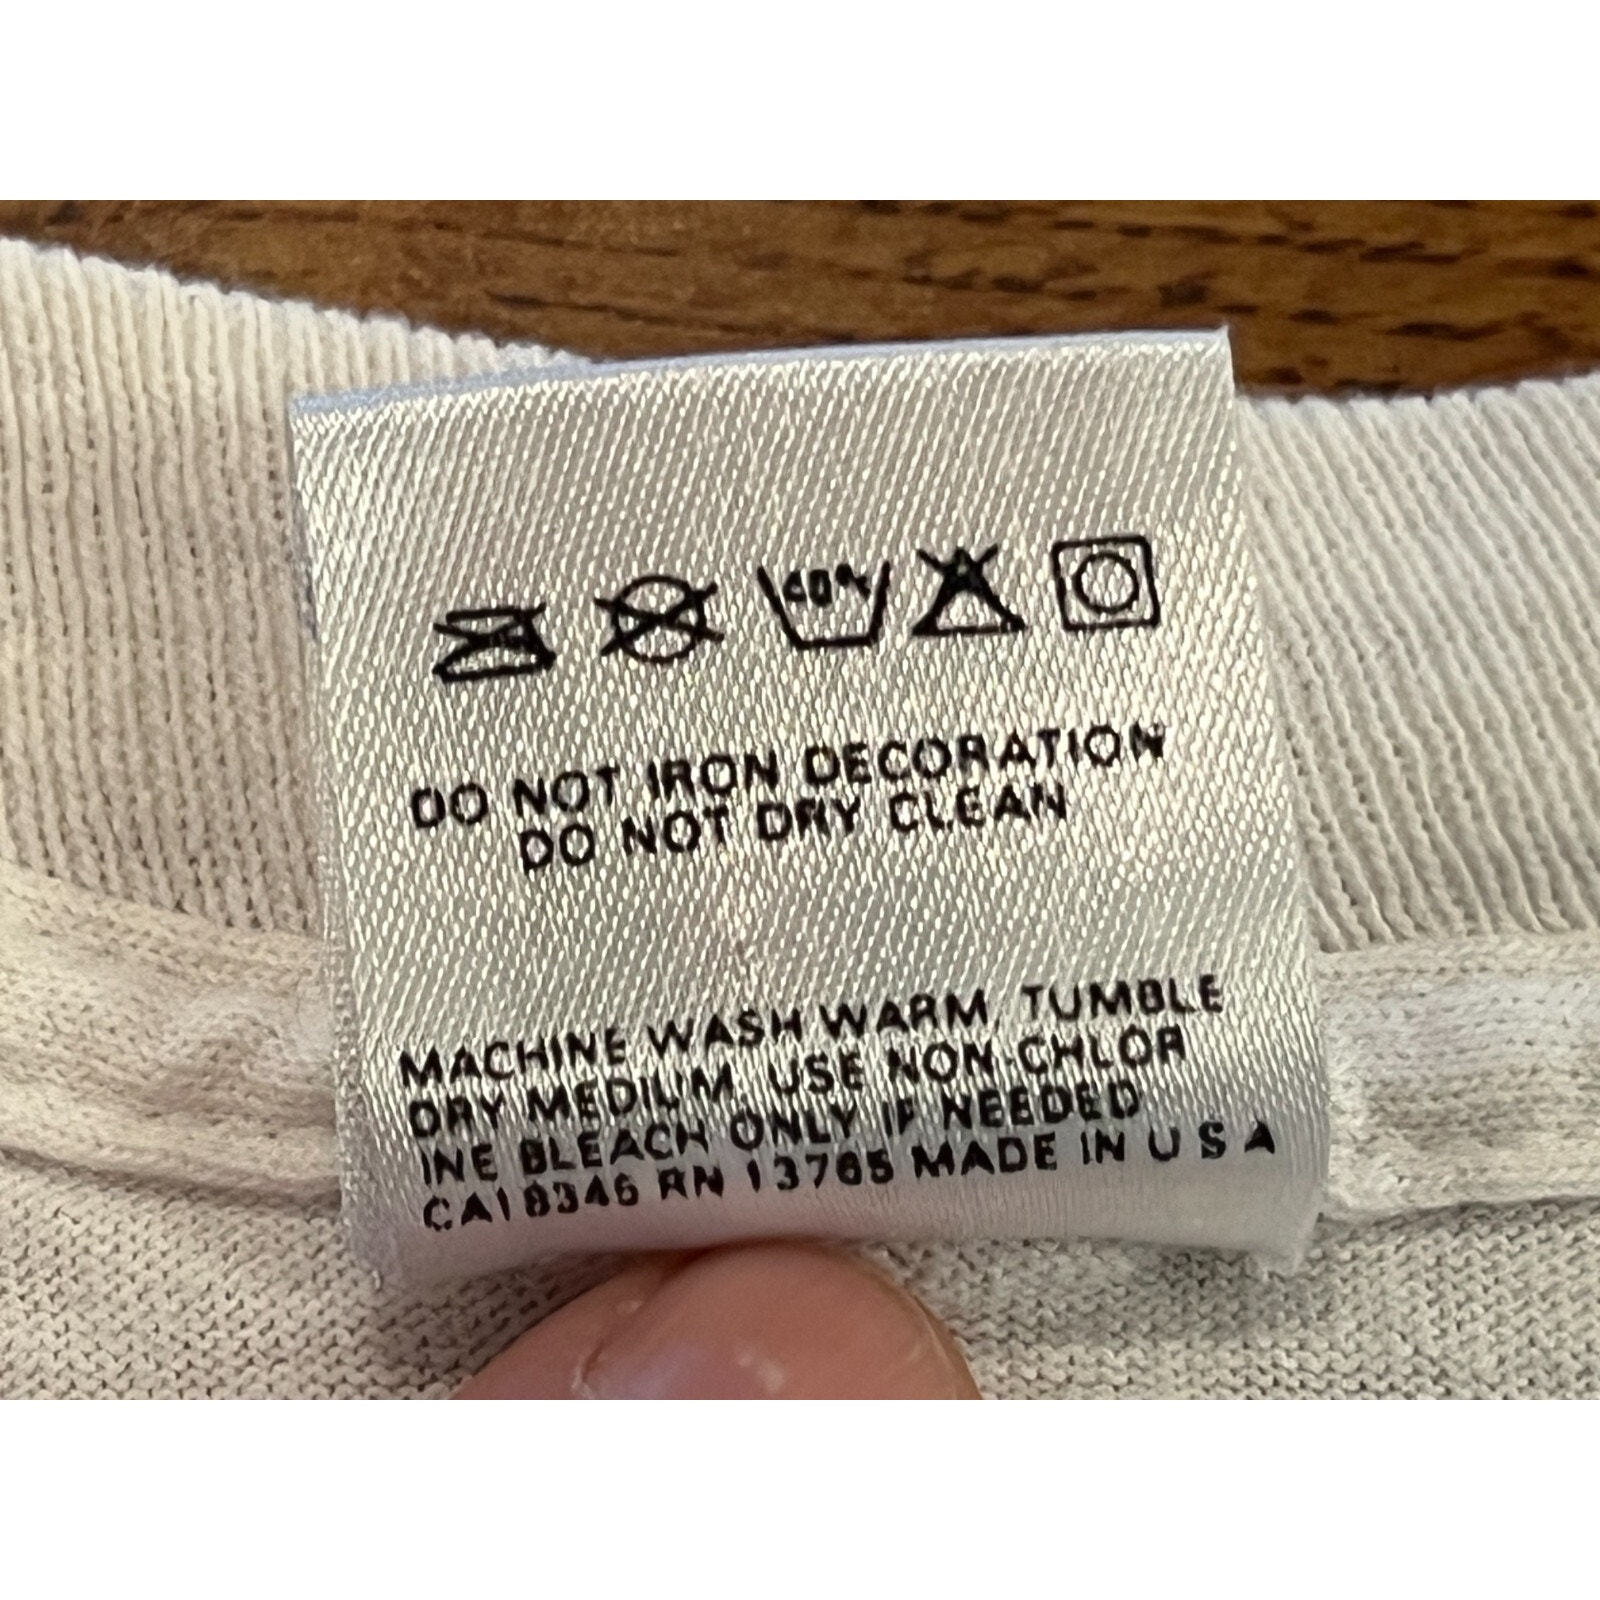 40°
DO NOT IRON DECORATION
DO NOT DRY CLEAN
MACHINE WASH WARM, TUMBLE
DRY MEDIUM. USE NON-CHLOR
INE BLEACH ONLY IF NEEDED
CA18346 RN 13765 MADE IN U S A